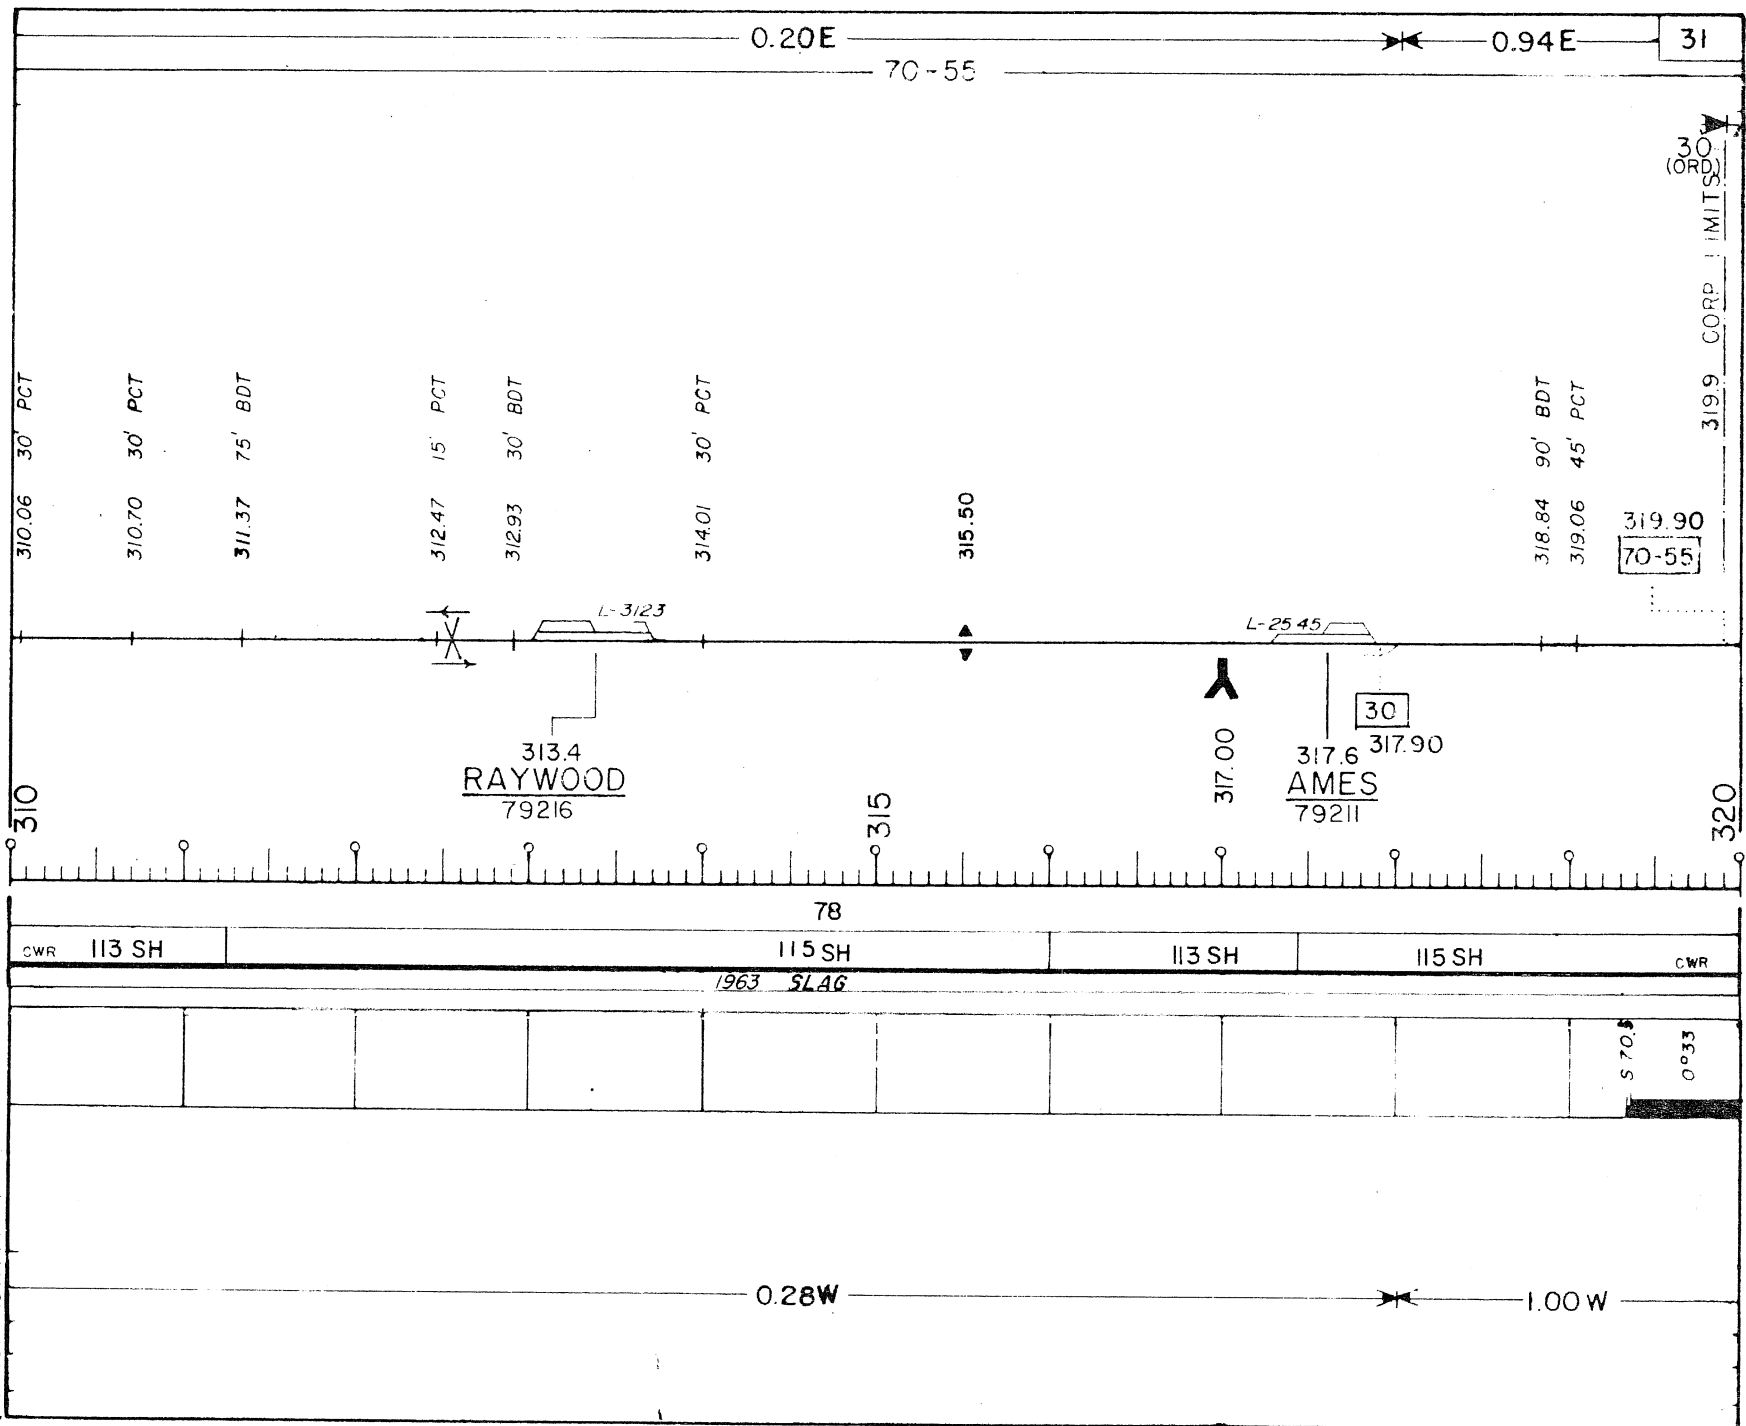 0.20E
0.94E
31
70-55
30
(ORD)
319.9 CORP LIMITS
310.06 30' PCT
310.70 30' PCT
311.37 75' BDT
312.47 15' PCT
312.93 30' BDT
314.01 30' PCT
315.50
318.84 90' BDT
319.06 45' PCT
319.90
70-55
L-3123
L-2545
30
317.90
313.4
RAYWOOD
79216
317.00
317.6
AMES
79211
310
315
320
78
CWR 113 SH
115 SH
113 SH
115 SH
CWR
1963 SLAG
0°33
0.28W
1.00 W